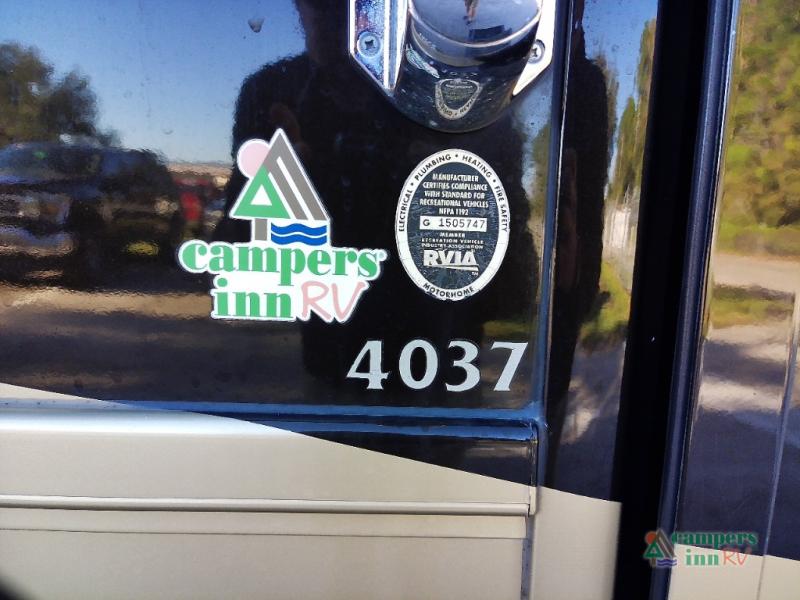 campers
inn RV
ELECTRICAL • PLUMBING • HEATING • FIRE SAFETY
MANUFACTURER
CERTIFIES COMPLIANCE
WITH STANDARD FOR
RECREATIONAL VEHICLES
NFPA 1192
G 1505747
MEMBER
RECREATION VEHICLE
INDUSTRY ASSOCIATION
RVIA
TM
MOTORHOME
4037
campers
inn RV